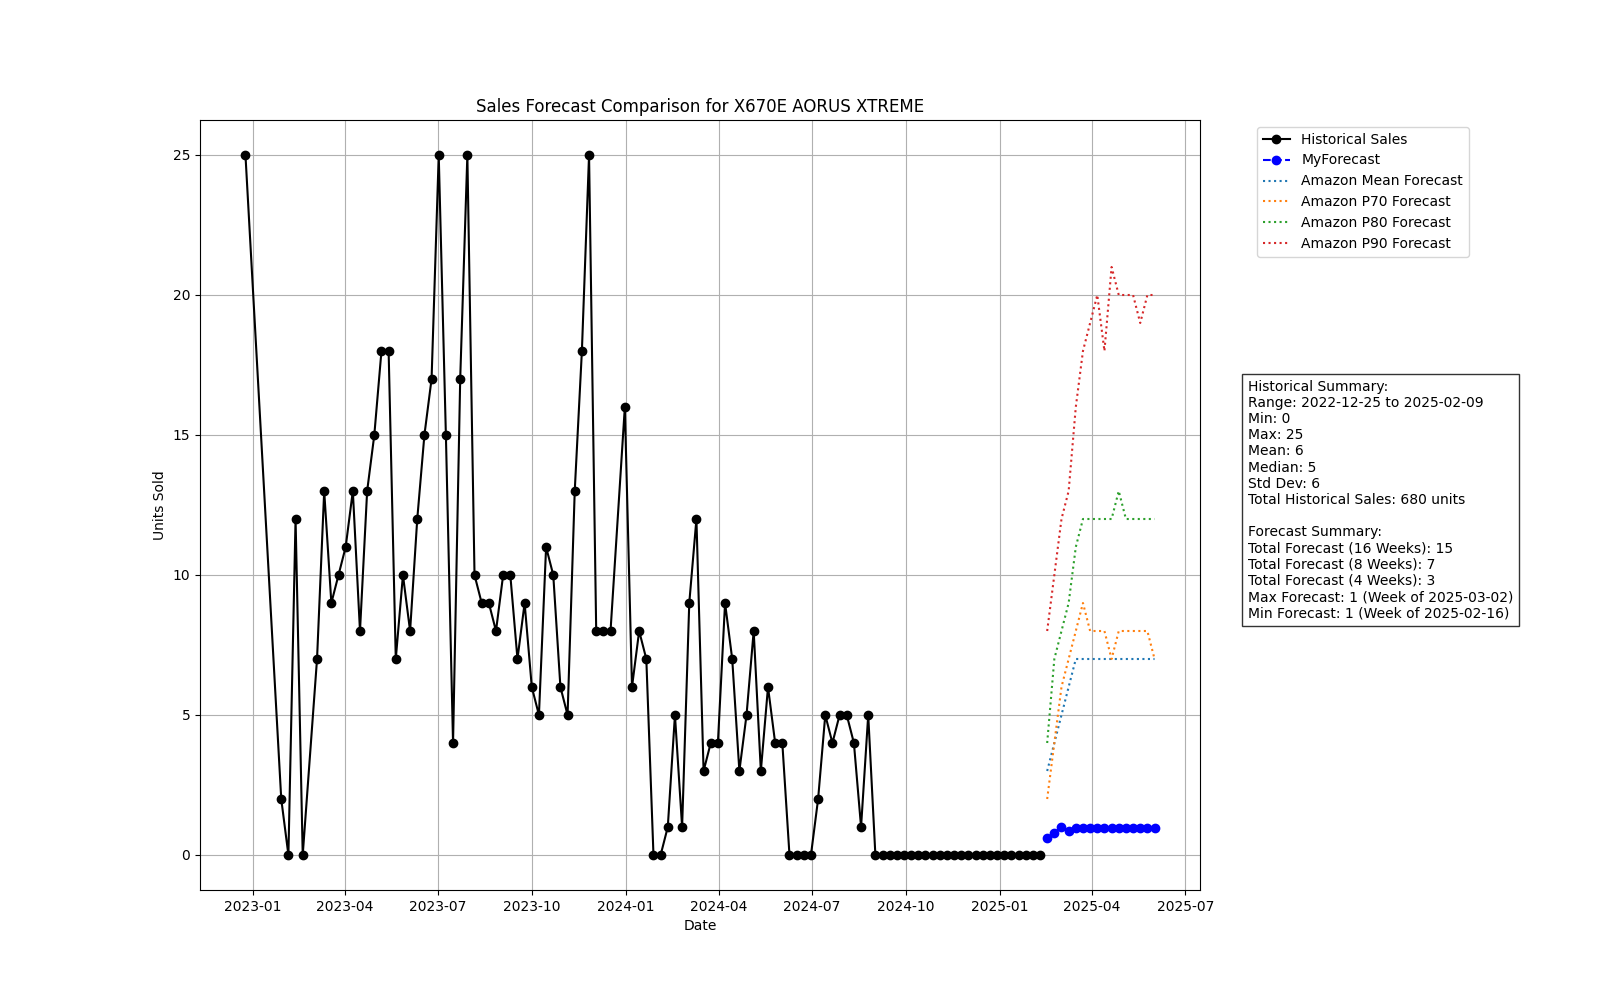 Sales Forecast Comparison for X670E AORUS XTREME
25
20
15
10
5
0
Units Sold
2023-01
2023-04
2023-07
2023-10
2024-01
2024-04
2024-07
2024-10
2025-01
2025-04
2025-07
Date
Historical Sales
MyForecast
Amazon Mean Forecast
Amazon P70 Forecast
Amazon P80 Forecast
Amazon P90 Forecast
Historical Summary:
Range: 2022-12-25 to 2025-02-09
Min: 0
Max: 25
Mean: 6
Median: 5
Std Dev: 6
Total Historical Sales: 680 units
Forecast Summary:
Total Forecast (16 Weeks): 15
Total Forecast (8 Weeks): 7
Total Forecast (4 Weeks): 3
Max Forecast: 1 (Week of 2025-03-02)
Min Forecast: 1 (Week of 2025-02-16)